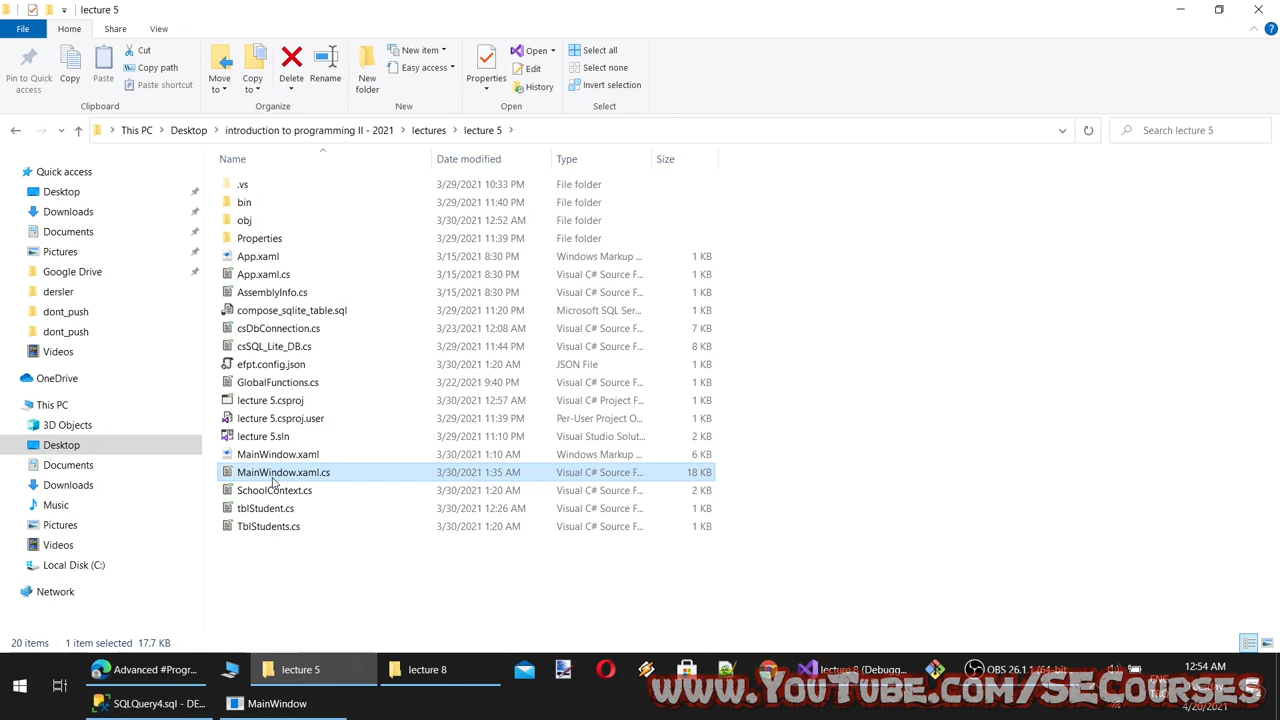 lecture 5
File Home Share View
Pin to Quick access
Copy
Paste
Cut
Copy path
Paste shortcut
Clipboard
Move to
Copy to
Delete
Rename
Organize
New folder
New item
Easy access
New
Properties
Open
Edit
History
Open
Select all
Select none
Invert selection
Select
This PC Desktop introduction to programming II - 2021 lectures lecture 5
Search lecture 5
Quick access
Desktop
Downloads
Documents
Pictures
Google Drive
dersler
dont_push
dont_push
Videos
OneDrive
This PC
3D Objects
Desktop
Documents
Downloads
Music
Pictures
Videos
Local Disk (C:)
Network
Name Date modified Type Size
.vs 3/29/2021 10:33 PM File folder
bin 3/29/2021 11:40 PM File folder
obj 3/30/2021 12:52 AM File folder
Properties 3/29/2021 11:39 PM File folder
App.xaml 3/15/2021 8:30 PM Windows Markup ... 1 KB
App.xaml.cs 3/15/2021 8:30 PM Visual C# Source F... 1 KB
AssemblyInfo.cs 3/15/2021 8:30 PM Visual C# Source F... 1 KB
compose_sqlite_table.sql 3/29/2021 11:20 PM Microsoft SQL Ser... 1 KB
csDbConnection.cs 3/23/2021 12:08 AM Visual C# Source F... 7 KB
csSQL_Lite_DB.cs 3/29/2021 11:44 PM Visual C# Source F... 8 KB
efpt.config.json 3/30/2021 1:20 AM JSON File 1 KB
GlobalFunctions.cs 3/22/2021 9:40 PM Visual C# Source F... 1 KB
lecture 5.csproj 3/30/2021 12:57 AM Visual C# Project F... 1 KB
lecture 5.csproj.user 3/29/2021 11:39 PM Per-User Project O... 1 KB
lecture 5.sln 3/29/2021 11:10 PM Visual Studio Solut... 2 KB
MainWindow.xaml 3/30/2021 1:10 AM Windows Markup ... 6 KB
MainWindow.xaml.cs 3/30/2021 1:35 AM Visual C# Source F... 18 KB
SchoolContext.cs 3/30/2021 1:20 AM Visual C# Source F... 2 KB
tblStudent.cs 3/30/2021 12:26 AM Visual C# Source F... 1 KB
TblStudents.cs 3/30/2021 1:20 AM Visual C# Source F... 1 KB
20 items 1 item selected 17.7 KB
Advanced #Progr...
lecture 5
lecture 8
lecture 8 (Debugg...
OBS 26.1.1 (64-bit...
ENG
12:54 AM
4/20/2021
SQLQuery4.sql - DE...
MainWindow
www.YouTube.com/SECourses